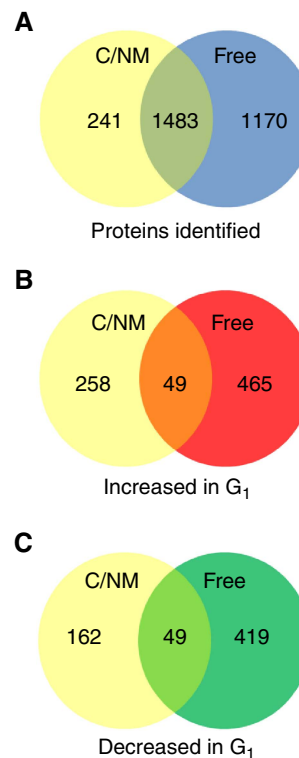 A
C/NM Free
241 1483 1170
Proteins identified
B
C/NM Free
258 49 465
Increased in G₁
C
C/NM Free
162 49 419
Decreased in G₁